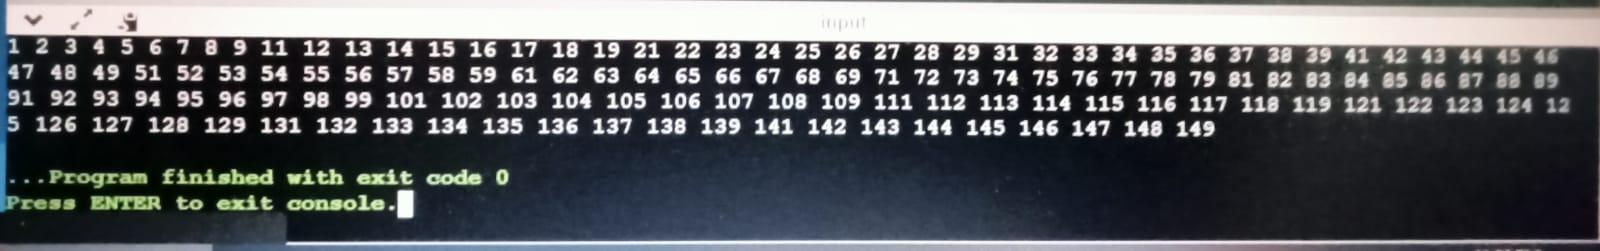 input
1 2 3 4 5 6 7 8 9 11 12 13 14 15 16 17 18 19 21 22 23 24 25 26 27 28 29 31 32 33 34 35 36 37 38 39 41 42 43 44 45 46
47 48 49 51 52 53 54 55 56 57 58 59 61 62 63 64 65 66 67 68 69 71 72 73 74 75 76 77 78 79 81 82 83 84 85 86 87 88 89
91 92 93 94 95 96 97 98 99 101 102 103 104 105 106 107 108 109 111 112 113 114 115 116 117 118 119 121 122 123 124 12
5 126 127 128 129 131 132 133 134 135 136 137 138 139 141 142 143 144 145 146 147 148 149
...Program finished with exit code 0
Press ENTER to exit console.